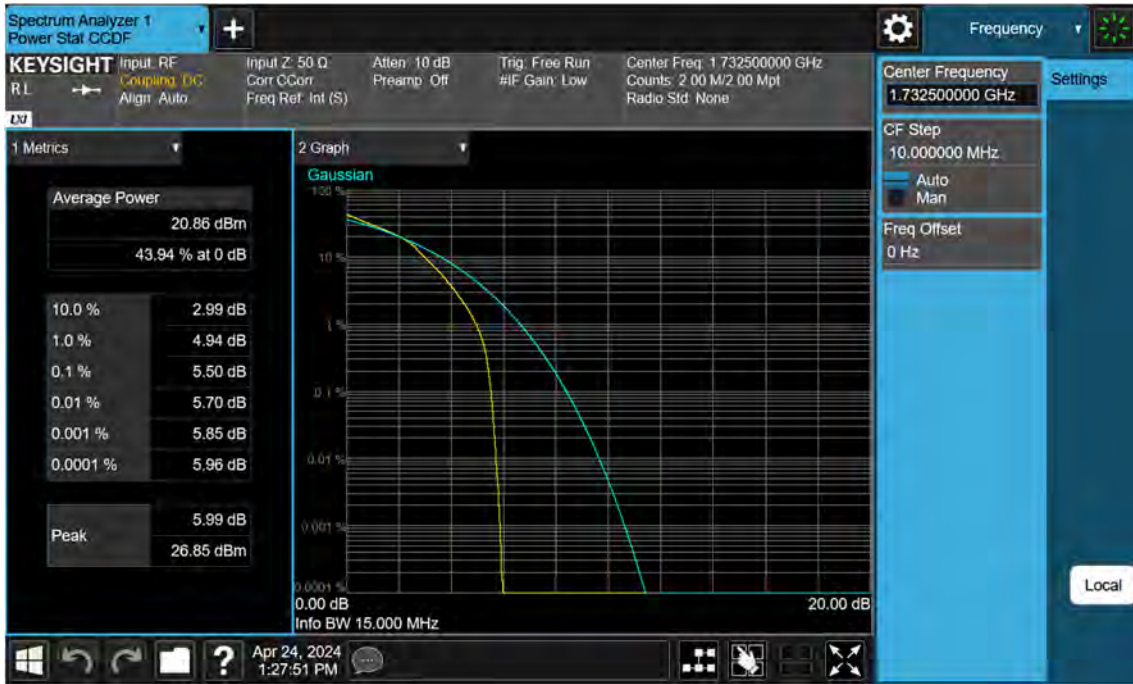 Spectrum Analyzer 1
Power Stat CCDF
+
Frequency
KEYSIGHT
RL
LXI
Input: RF
Coupling: DC
Align: Auto
Input Z: 50 Ω
Corr CCorr
Freq Ref: Int (S)
Atten: 10 dB
Preamp: Off
Trig: Free Run
#IF Gain: Low
Center Freq: 1.732500000 GHz
Counts: 2.00 M/2.00 Mpt
Radio Std: None
Center Frequency
1.732500000 GHz
Settings
CF Step
10.000000 MHz
Auto
Man
Freq Offset
0 Hz
1 Metrics
Average Power
20.86 dBm
43.94 % at 0 dB
10.0 % 2.99 dB
1.0 % 4.94 dB
0.1 % 5.50 dB
0.01 % 5.70 dB
0.001 % 5.85 dB
0.0001 % 5.96 dB
Peak
5.99 dB
26.85 dBm
2 Graph
Gaussian
100 %
10 %
1 %
0.1 %
0.01 %
0.001 %
0.0001 %
0.00 dB 20.00 dB
Info BW 15.000 MHz
Local
?
Apr 24, 2024
1:27:51 PM